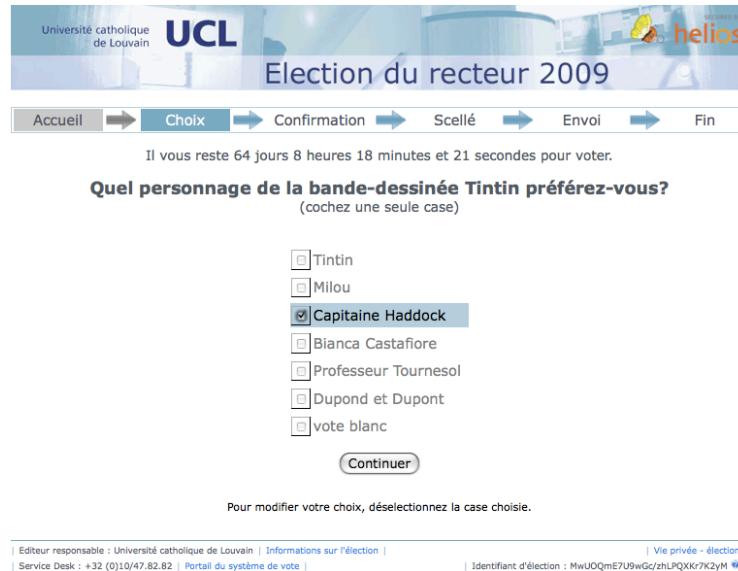 Université catholique de Louvain UCL
SECURED BY helios
Election du recteur 2009
Accueil Choix Confirmation Scellé Envoi Fin
Il vous reste 64 jours 8 heures 18 minutes et 21 secondes pour voter.
Quel personnage de la bande-dessinée Tintin préférez-vous?
(cochez une seule case)
Tintin
Milou
Capitaine Haddock
Bianca Castafiore
Professeur Tournesol
Dupond et Dupont
vote blanc
Continuer
Pour modifier votre choix, déselectionnez la case choisie.
| Editeur responsable : Université catholique de Louvain | Informations sur l'élection | | Vie privée - élection
| Service Desk : +32 (0)10/47.82.82 | Portail du système de vote | | Identifiant d'élection : MwUOQmE7U9wGc/zhLPQXKr7K2yM